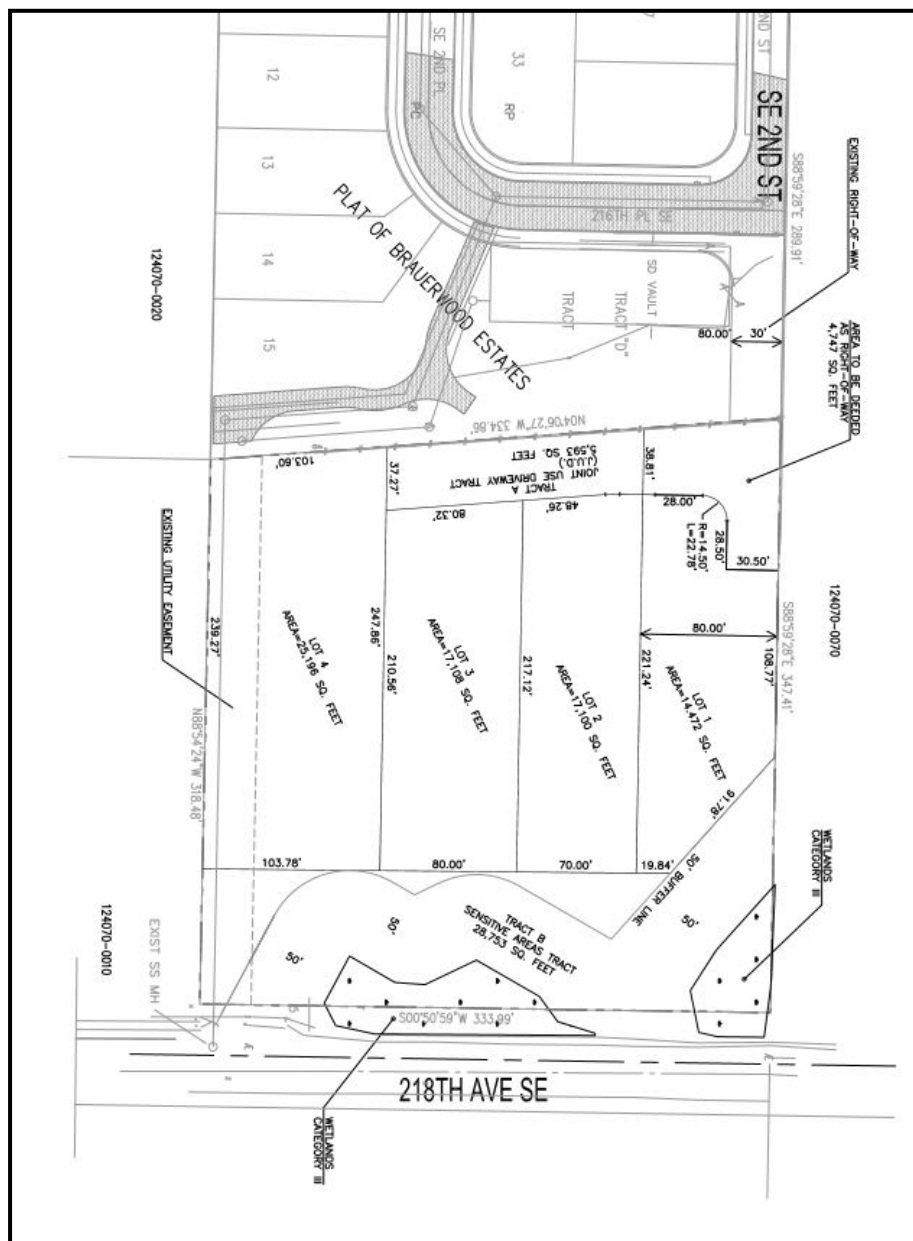 SE 2ND PL
2ND ST
12
33
RP
PC
SE 2ND ST
13
PLAT OF BRAUERWOOD ESTATES
216TH PL SE
S88°59'28"E 289.91'
EXISTING RIGHT-OF-WAY
124070-0020
14
SD VAULT
TRACT
TRACT "D"
80.00'
30'
15
AREA TO BE DEEDED
AS RIGHT-OF-WAY
4,747 SQ. FEET
N04°06'27"W 334.86'
103.60'
37.27'
TRACT A
JOINT USE DRIVEWAY TRACT
(J.U.D.)
38.81'
80.32'
48.26'
28.00'
R=14.50'
L=22.78'
28.50'
30.50'
124070-0070
EXISTING UTILITY EASEMENT
239.27'
LOT 4
AREA=25,196 SQ. FEET
247.86'
210.56'
LOT 3
AREA=17,108 SQ. FEET
217.12'
LOT 2
AREA=17,100 SQ. FEET
221.24'
80.00'
LOT 1
AREA=14,472 SQ. FEET
108.77'
S88°59'28"E 347.41'
N88°54'24"W 318.48'
91.78'
103.78'
80.00'
70.00'
19.84'
50' BUFFER LINE
WETLANDS
CATEGORY III
124070-0010
EXIST SS MH
50'
50'
TRACT B
SENSITIVE AREAS TRACT
28,753 SQ. FEET
50'
S00°50'59"W 333.99'
218TH AVE SE
WETLANDS
CATEGORY III